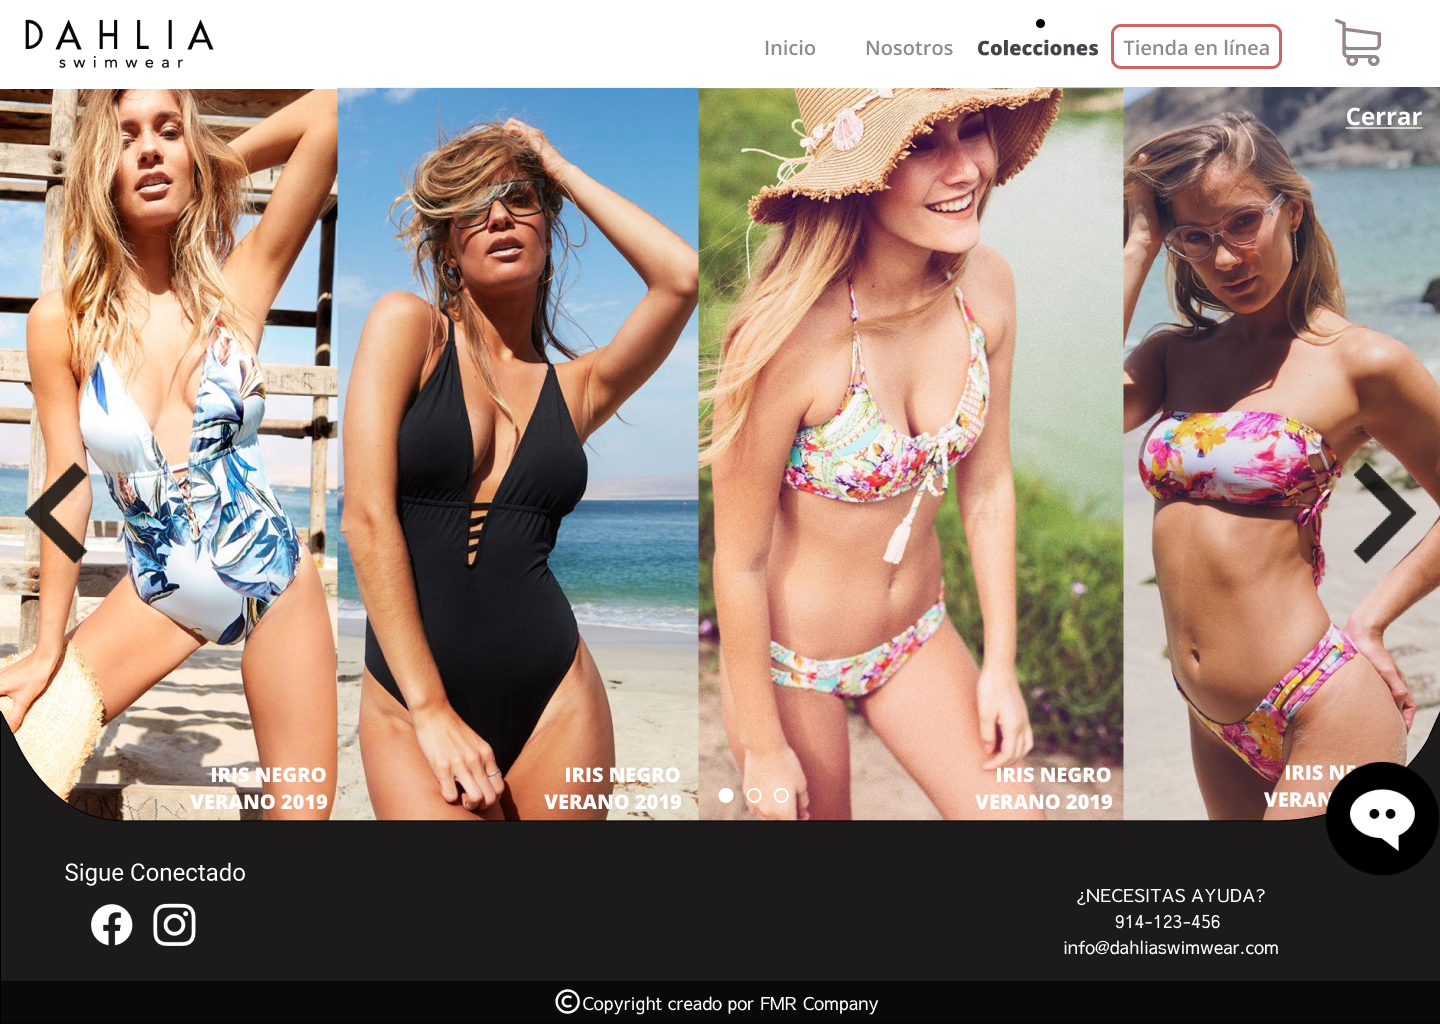 DAHLIA
swimwear
Inicio
Nosotros
Colecciones
Tienda en línea
Cerrar
IRIS NEGRO
VERANO 2019
IRIS NEGRO
VERANO 2019
IRIS NEGRO
VERANO 2019
IRIS NE
VERAN
Sigue Conectado
¿NECESITAS AYUDA?
914-123-456
info@dahliaswimwear.com
©Copyright creado por FMR Company